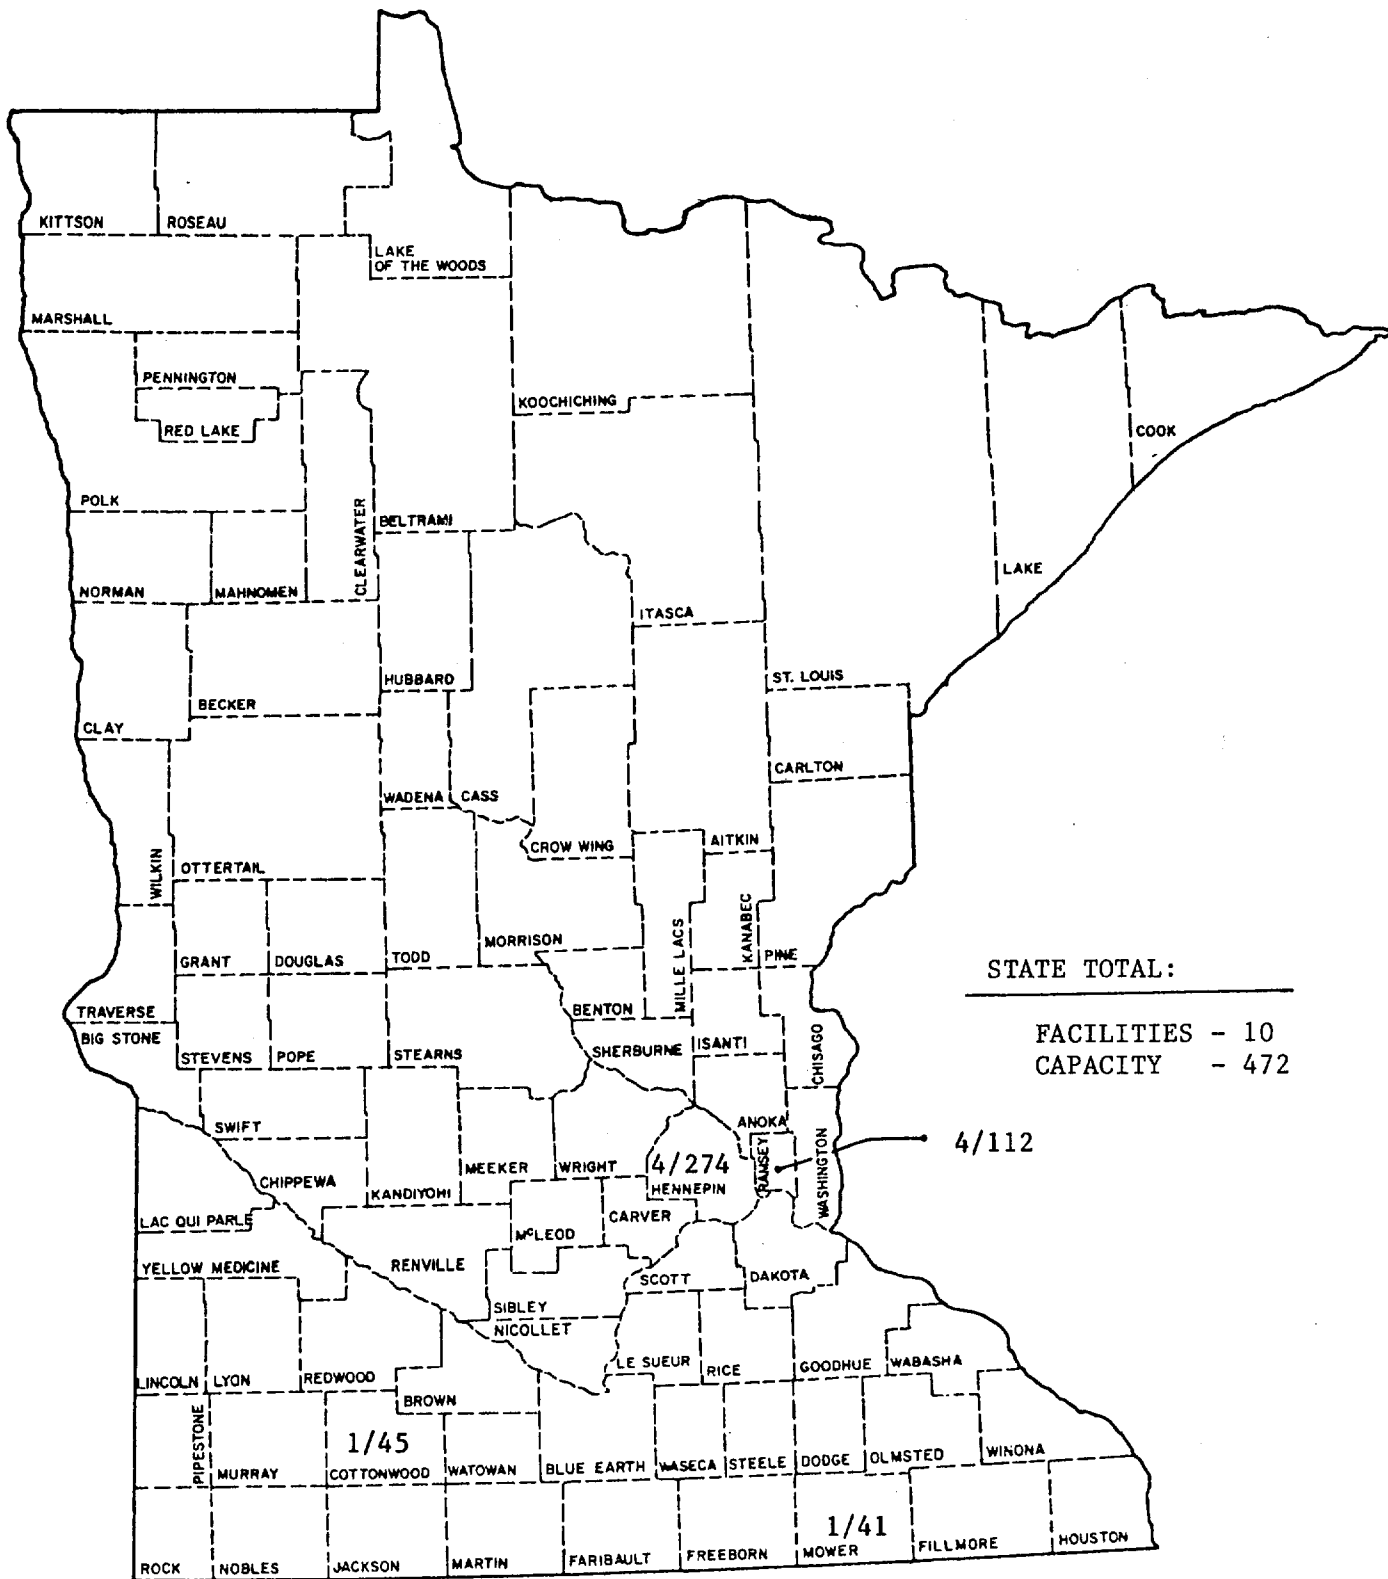 KITTSON
ROSEAU
LAKE
OF THE WOODS
MARSHALL
PENNINGTON
RED LAKE
KOOCHICHING
COOK
POLK
CLEARWATER
BELTRAMI
LAKE
NORMAN
MAHNOMEN
ITASCA
HUBBARD
ST. LOUIS
BECKER
CLAY
CARLTON
WADENA
CASS
CROW WING
AITKIN
WILKIN
OTTERTAIL
GRANT
DOUGLAS
TODD
MORRISON
MILLE LACS
KANABEC
PINE
STATE TOTAL:
FACILITIES - 10
CAPACITY - 472
TRAVERSE
BIG STONE
STEVENS
POPE
STEARNS
BENTON
SHERBURNE
ISANTI
CHISAGO
SWIFT
ANOKA
RAMSEY
4/112
WASHINGTON
CHIPPEWA
KANDIYOHI
MEEKER
WRIGHT
4/274
HENNEPIN
LAC QUI PARLE
McLEOD
CARVER
YELLOW MEDICINE
RENVILLE
SCOTT
DAKOTA
SIBLEY
NICOLLET
LINCOLN
LYON
REDWOOD
BROWN
LE SUEUR
RICE
GOODHUE
WABASHA
PIPESTONE
MURRAY
1/45
COTTONWOOD
WATOWAN
BLUE EARTH
WASECA
STEELE
DODGE
OLMSTED
WINONA
ROCK
NOBLES
JACKSON
MARTIN
FARIBAULT
FREEBORN
1/41
MOWER
FILLMORE
HOUSTON